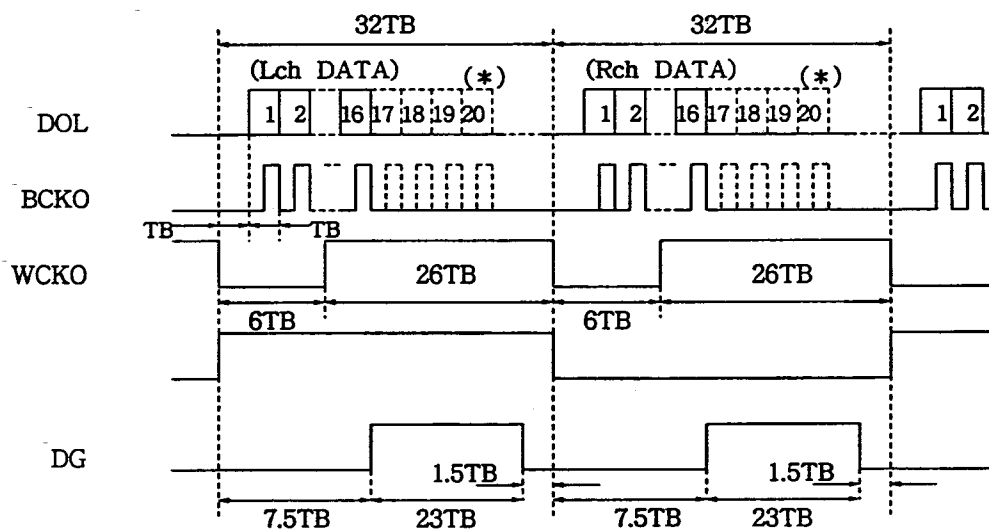 32TB 32TB
(Lch DATA) (*) (Rch DATA) (*)
DOL 1 2 16 17 18 19 20 1 2 16 17 18 19 20 1 2
BCKO
TB TB
WCKO 26TB 26TB
6TB 6TB
DG
1.5TB 1.5TB
7.5TB 23TB 7.5TB 23TB